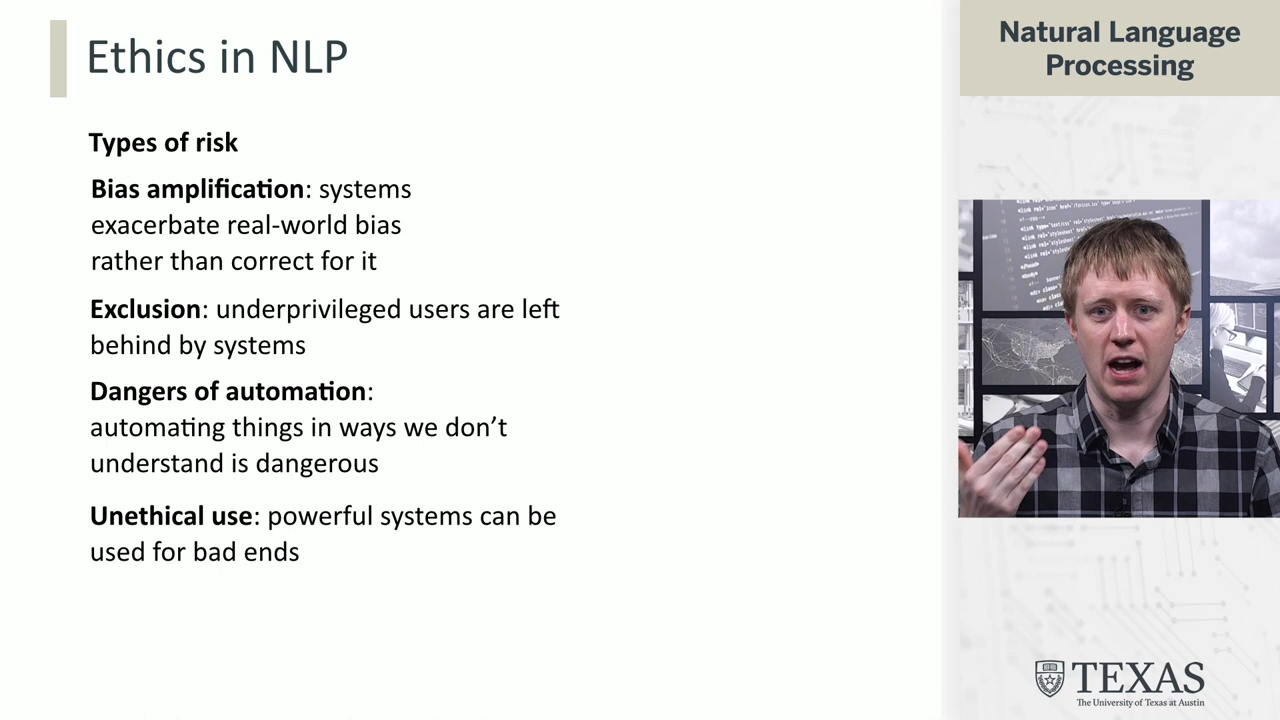 Ethics in NLP
Types of risk
Bias amplification: systems
exacerbate real-world bias
rather than correct for it
Exclusion: underprivileged users are left
behind by systems
Dangers of automation:
automating things in ways we don’t
understand is dangerous
Unethical use: powerful systems can be
used for bad ends
Natural Language
Processing
TEXAS
The University of Texas at Austin